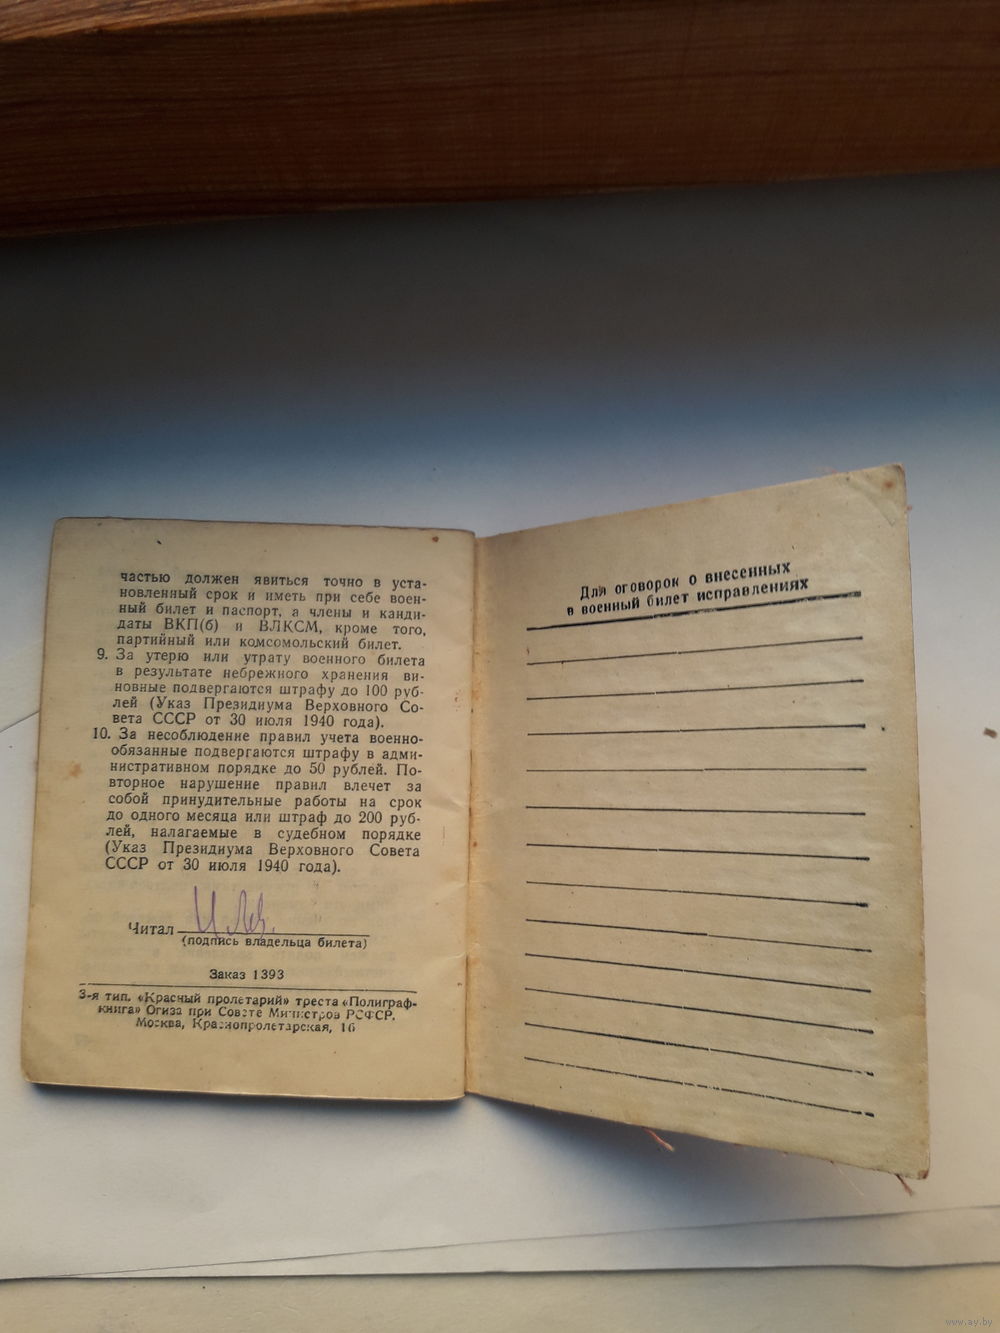 частью должен явиться точно в уста-
новленный срок и иметь при себе воен-
ный билет и паспорт, а члены и канди-
даты ВКП(б) и ВЛКСМ, кроме того,
партийный или комсомольский билет.
9. За утерю или утрату военного билета
в результате небрежного хранения ви-
новные подвергаются штрафу до 100 руб-
лей (Указ Президиума Верховного Со-
вета СССР от 30 июля 1940 года).
10. За несоблюдение правил учета военно-
обязанные подвергаются штрафу в адми-
нистративном порядке до 50 рублей. По-
вторное нарушение правил влечет за
собой принудительные работы на срок
до одного месяца или штраф до 200 руб-
лей, налагаемые в судебном порядке
(Указ Президиума Верховного Совета
СССР от 30 июля 1940 года).
Читал
(подпись владельца билета)
Заказ 1393
3-я тип. «Красный пролетарий» треста «Полиграф-
книга» Огиза при Совете Министров РСФСР.
Москва, Краснопролетарская, 16
Для оговорок о внесенных
в военный билет исправлениях
www.ay.by